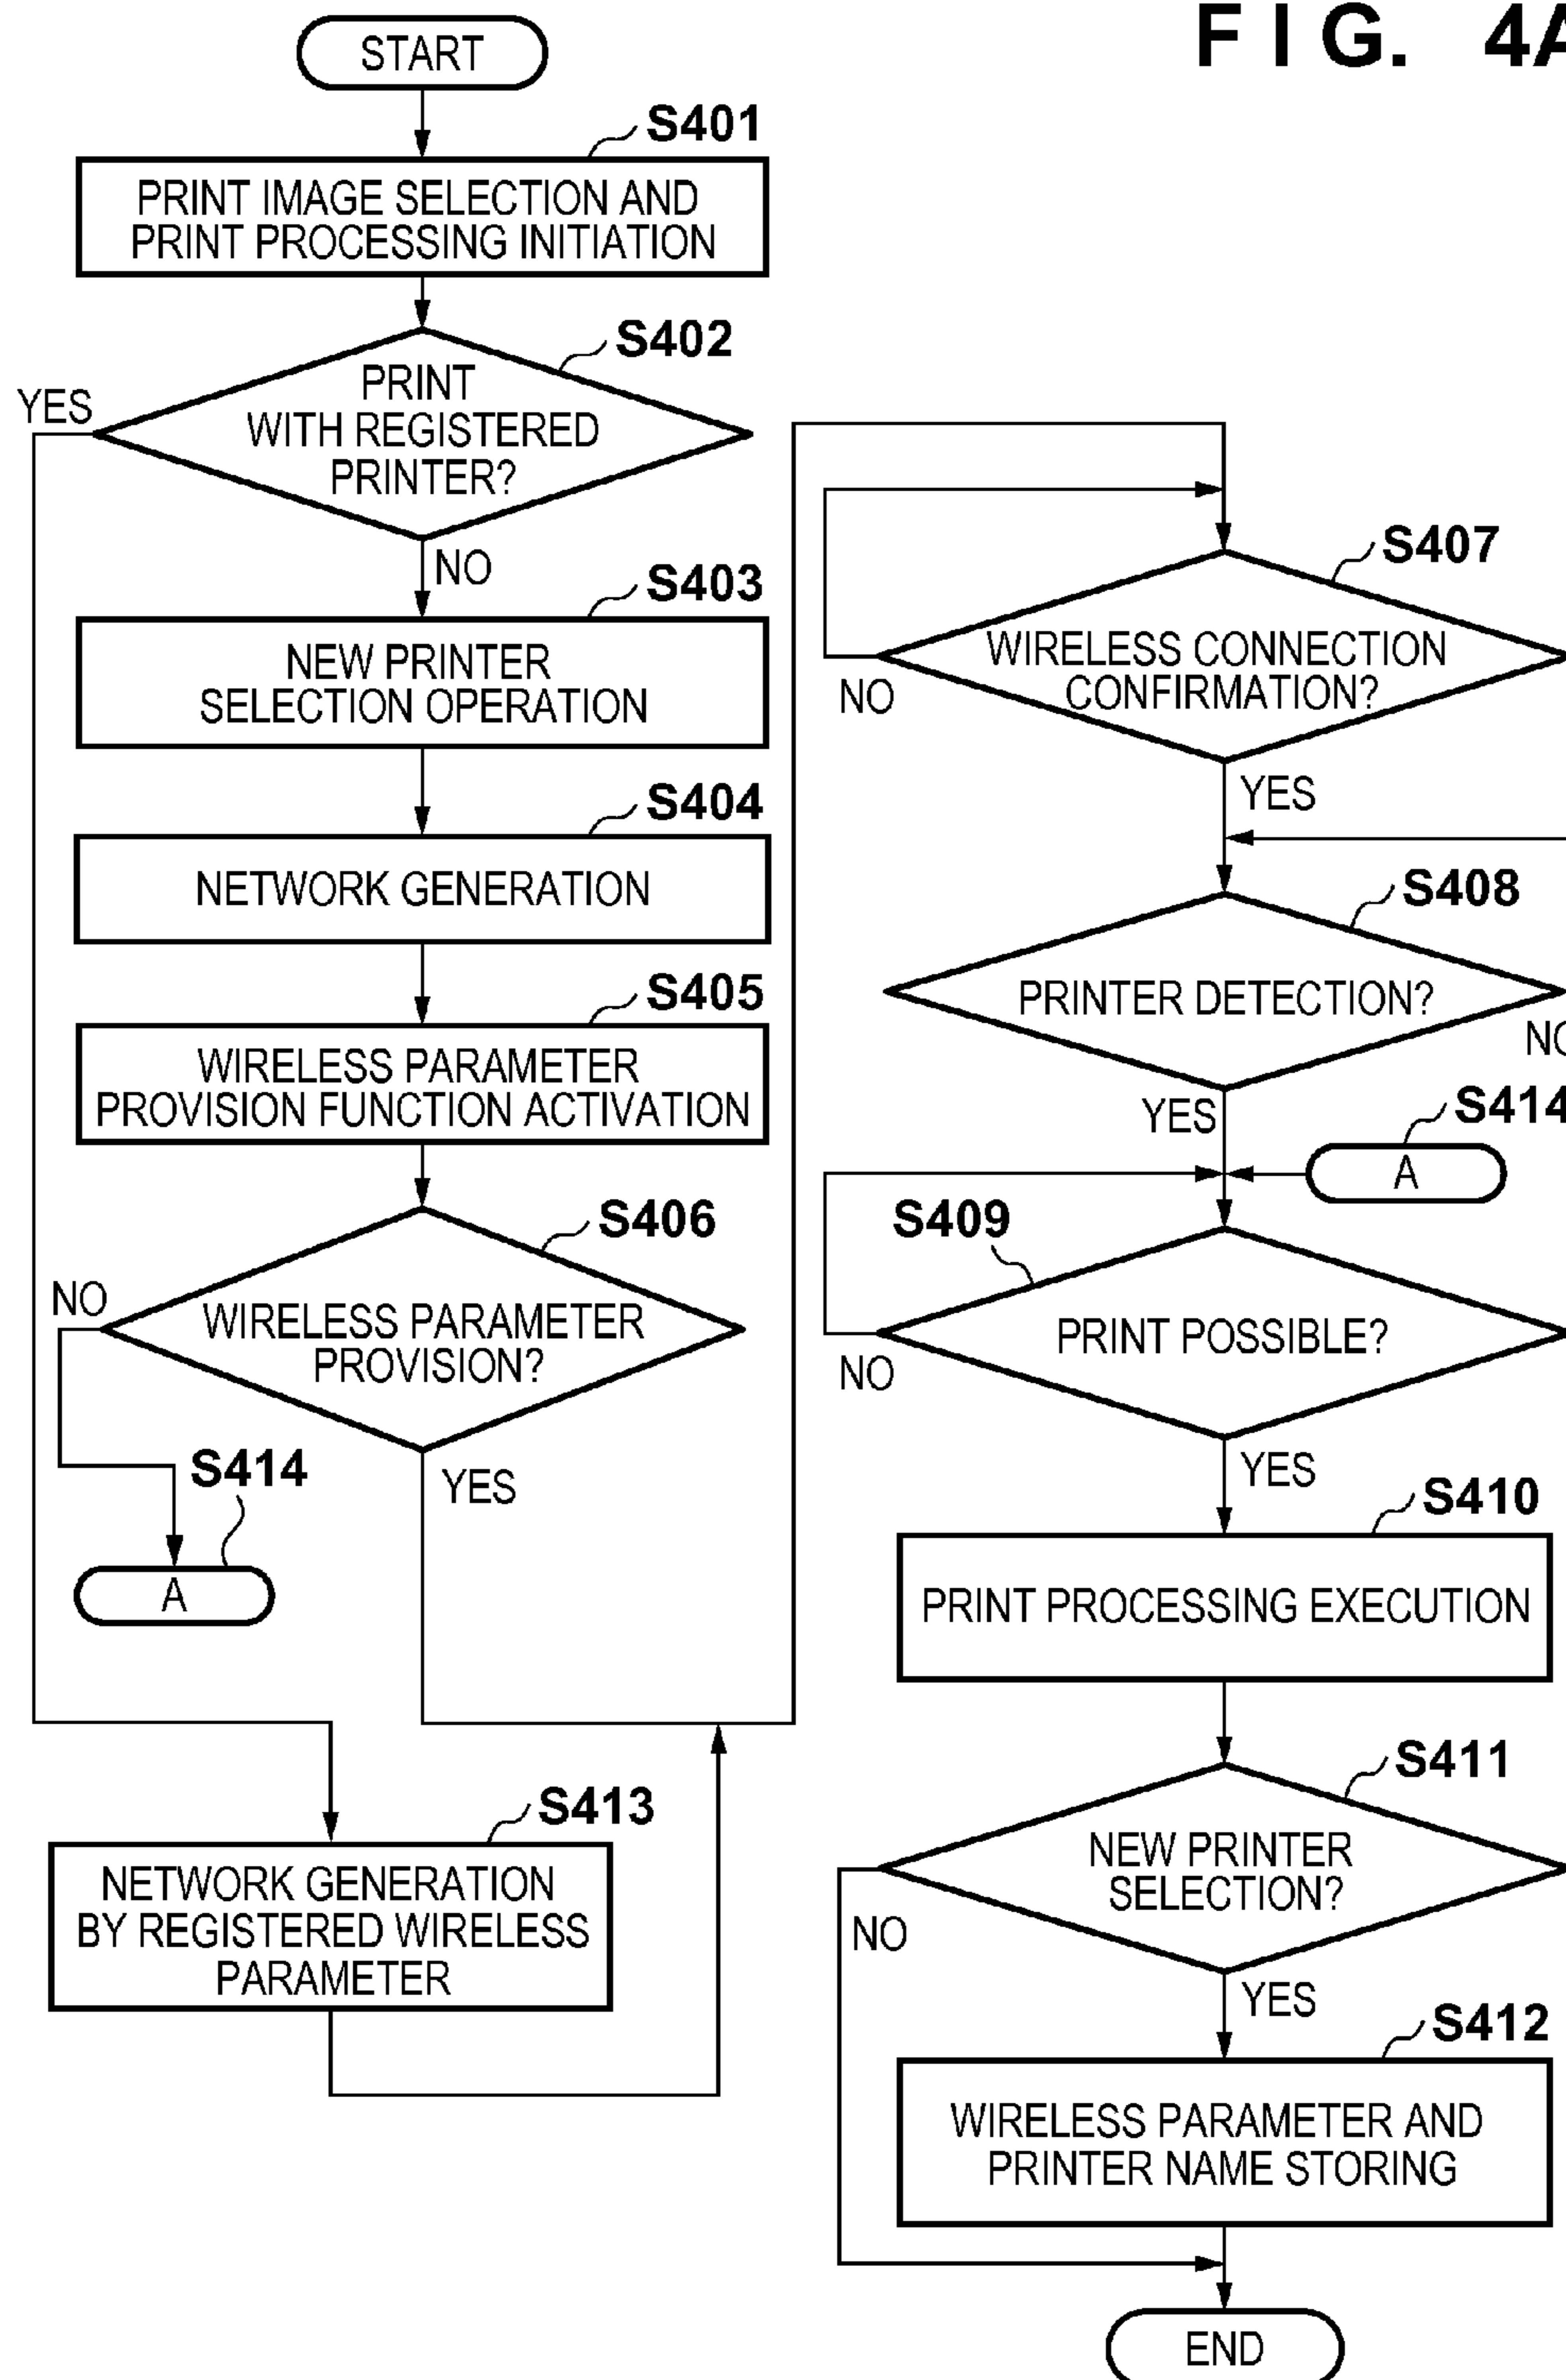 FIG. 4A
START
S401
PRINT IMAGE SELECTION AND
PRINT PROCESSING INITIATION
S402
PRINT
WITH REGISTERED
PRINTER?
YES
NO
S403
NEW PRINTER
SELECTION OPERATION
S404
NETWORK GENERATION
S405
WIRELESS PARAMETER
PROVISION FUNCTION ACTIVATION
S406
WIRELESS PARAMETER
PROVISION?
NO
YES
S414
A
S413
NETWORK GENERATION
BY REGISTERED WIRELESS
PARAMETER
S407
WIRELESS CONNECTION
CONFIRMATION?
NO
YES
S408
PRINTER DETECTION?
NO
YES
S414
A
S409
PRINT POSSIBLE?
NO
YES
S410
PRINT PROCESSING EXECUTION
S411
NEW PRINTER
SELECTION?
NO
YES
S412
WIRELESS PARAMETER AND
PRINTER NAME STORING
END